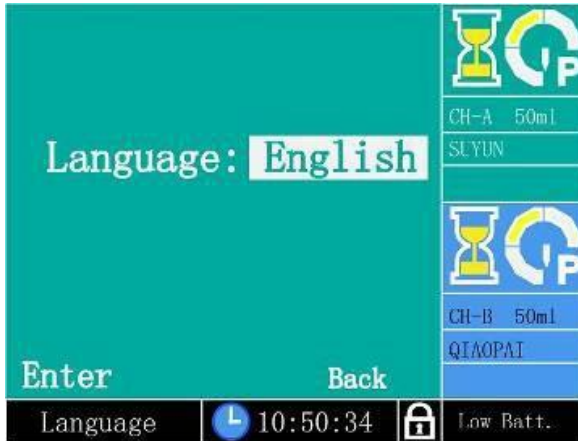 Language: English
Enter Back
P
CH-A 50ml
SUYUN
P
CH-B 50ml
QIAOPAI
Language 10:50:34 Low Batt.